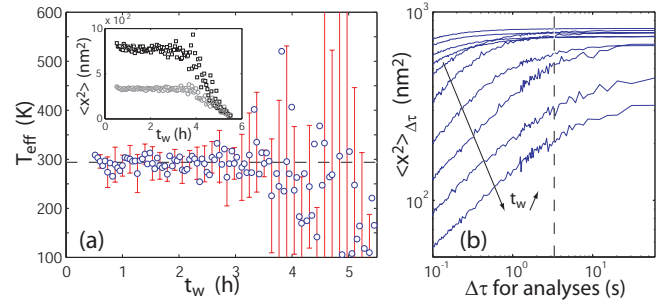 (a)
T_eff (K)
600
500
400
300
200
100
0
1
2
3
4
5
t_w (h)
<x²> (nm²)
x 10²
10
5
0
0
2
4
6
t_w (h)
(b)
<x²>_Δτ (nm²)
10³
10²
10⁻¹
10⁰
10¹
Δτ for analyses (s)
t_w